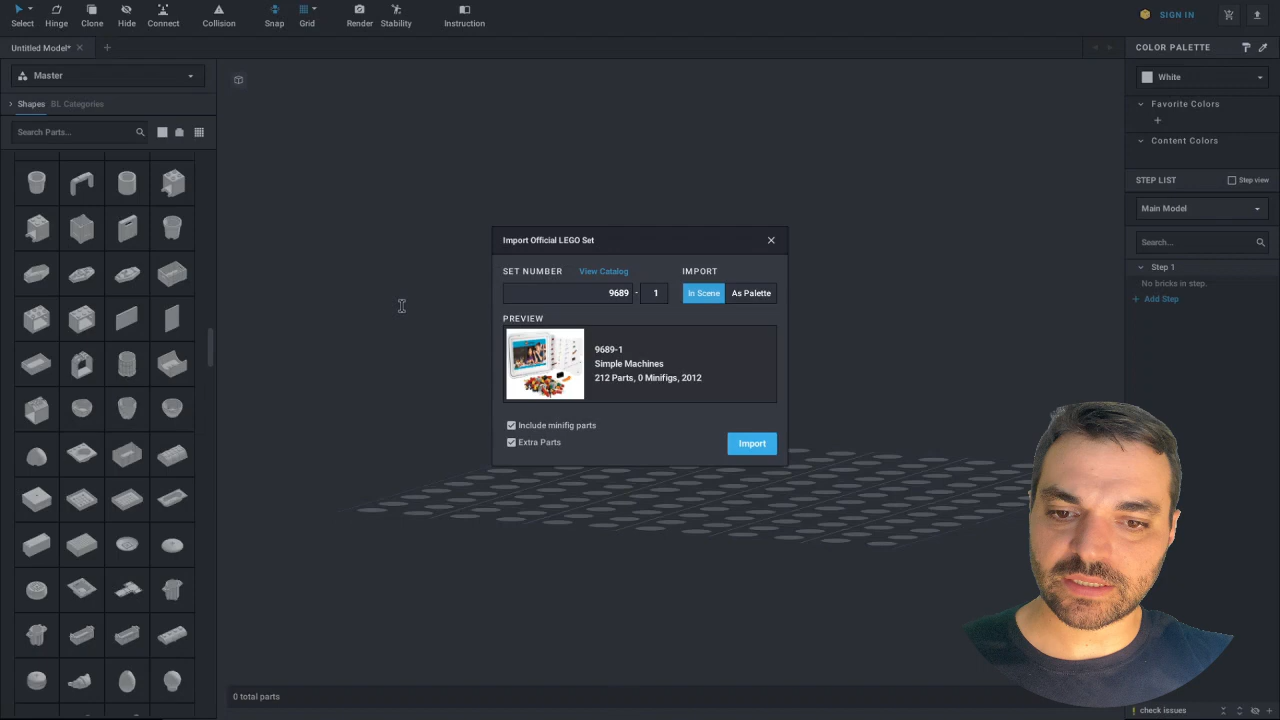 Select
Hinge
Clone
Hide
Connect
Collision
Snap
Grid
Render
Stability
Instruction
SIGN IN
Untitled Model*
COLOR PALETTE
Master
White
Shapes
BL Categories
Favorite Colors
Search Parts...
Content Colors
STEP LIST
Step view
Main Model
Search...
Step 1
No bricks in step.
Add Step
Import Official LEGO Set
SET NUMBER
View Catalog
IMPORT
9689 - 1
In Scene
As Palette
PREVIEW
9689-1
Simple Machines
212 Parts, 0 Minifigs, 2012
Include minifig parts
Extra Parts
Import
0 total parts
check issues